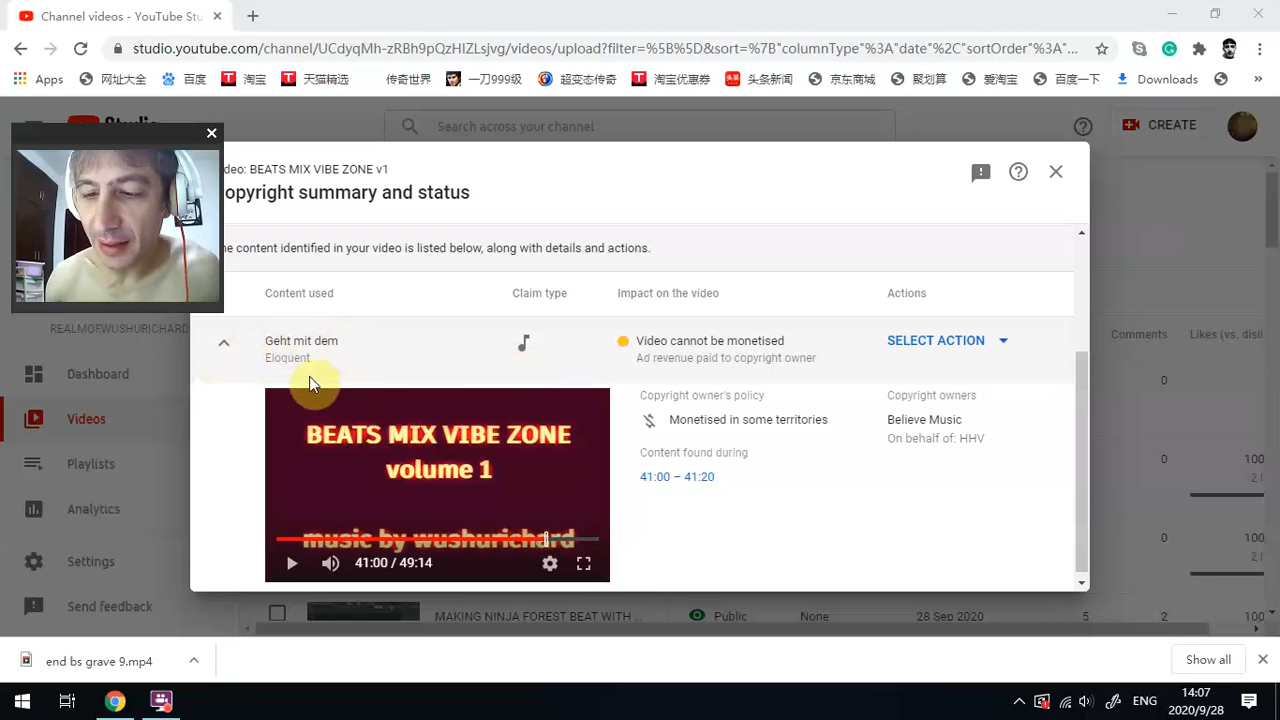 Channel videos - YouTube Stu
studio.youtube.com/channel/UCdyqMh-zRBh9pQzHIZLsjvg/videos/upload?filter=%5B%5D&sort=%7B"columnType"%3A"date"%2C"sortOrder"%3A...
Apps 网址大全 百度 淘宝 天猫精选 传奇世界 一刀999级 超变态传奇 淘宝优惠券 头条新闻 京东商城 聚划算 爱淘宝 百度一下 Downloads
Search across your channel
CREATE
deo: BEATS MIX VIBE ZONE v1
opyright summary and status
he content identified in your video is listed below, along with details and actions.
Content used Claim type Impact on the video Actions
REALMOFWUSHURICHARD
Comments Likes (vs. disli
Geht mit dem
Eloquent
Video cannot be monetised
Ad revenue paid to copyright owner
SELECT ACTION
Dashboard
Videos
Playlists
Analytics
Settings
Send feedback
BEATS MIX VIBE ZONE
volume 1
music by wushurichard
41:00 / 49:14
Copyright owner's policy
Monetised in some territories
Content found during
41:00 – 41:20
Copyright owners
Believe Music
On behalf of: HHV
0
0 100
0 100
MAKING NINJA FOREST BEAT WITH ... Public None 28 Sep 2020 5 2 100
end bs grave 9.mp4
Show all
ENG
14:07
2020/9/28